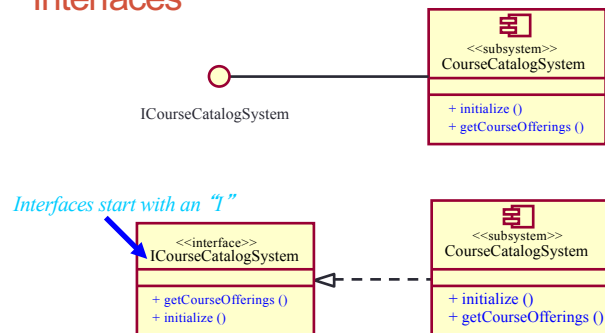 Interfaces
<<subsystem>>
CourseCatalogSystem
+ initialize ()
+ getCourseOfferings ()
ICourseCatalogSystem
Interfaces start with an “I”
<<interface>>
ICourseCatalogSystem
+ getCourseOfferings ()
+ initialize ()
<<subsystem>>
CourseCatalogSystem
+ initialize ()
+ getCourseOfferings ()